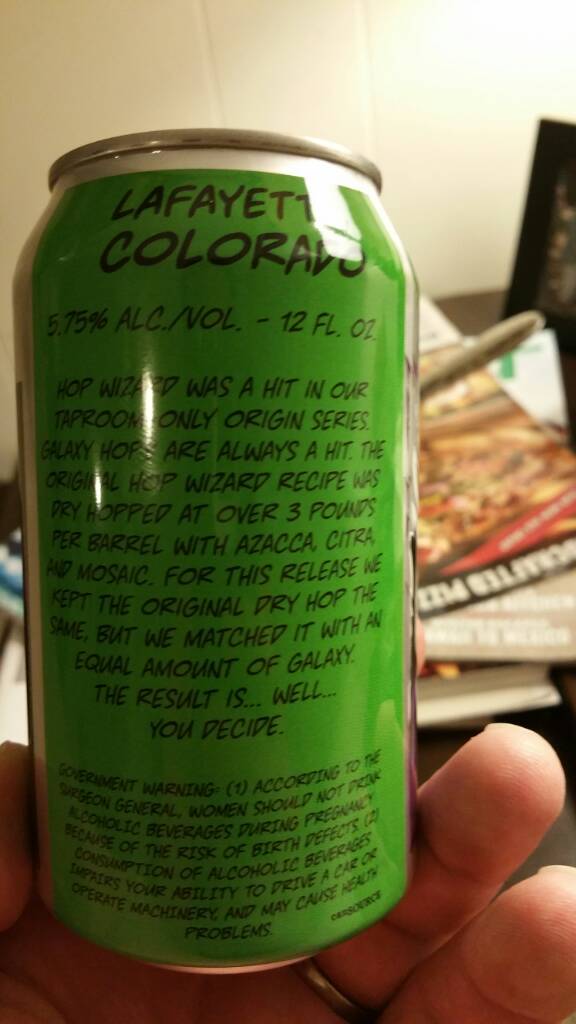 LAFAYETT
COLORADO
5.75% ALC./VOL. - 12 FL. OZ.
HOP WIZARD WAS A HIT IN OUR
TAPROOM ONLY ORIGIN SERIES.
GALAXY HOPS ARE ALWAYS A HIT. THE
ORIGINAL HOP WIZARD RECIPE WAS
DRY HOPPED AT OVER 3 POUNDS
PER BARREL WITH AZACCA, CITRA,
AND MOSAIC. FOR THIS RELEASE WE
KEPT THE ORIGINAL DRY HOP THE
SAME, BUT WE MATCHED IT WITH AN
EQUAL AMOUNT OF GALAXY.
THE RESULT IS... WELL...
YOU DECIDE.
GOVERNMENT WARNING: (1) ACCORDING TO THE
SURGEON GENERAL, WOMEN SHOULD NOT DRINK
ALCOHOLIC BEVERAGES DURING PREGNANCY
BECAUSE OF THE RISK OF BIRTH DEFECTS. (2)
CONSUMPTION OF ALCOHOLIC BEVERAGES
IMPAIRS YOUR ABILITY TO DRIVE A CAR OR
OPERATE MACHINERY, AND MAY CAUSE HEALTH
PROBLEMS.